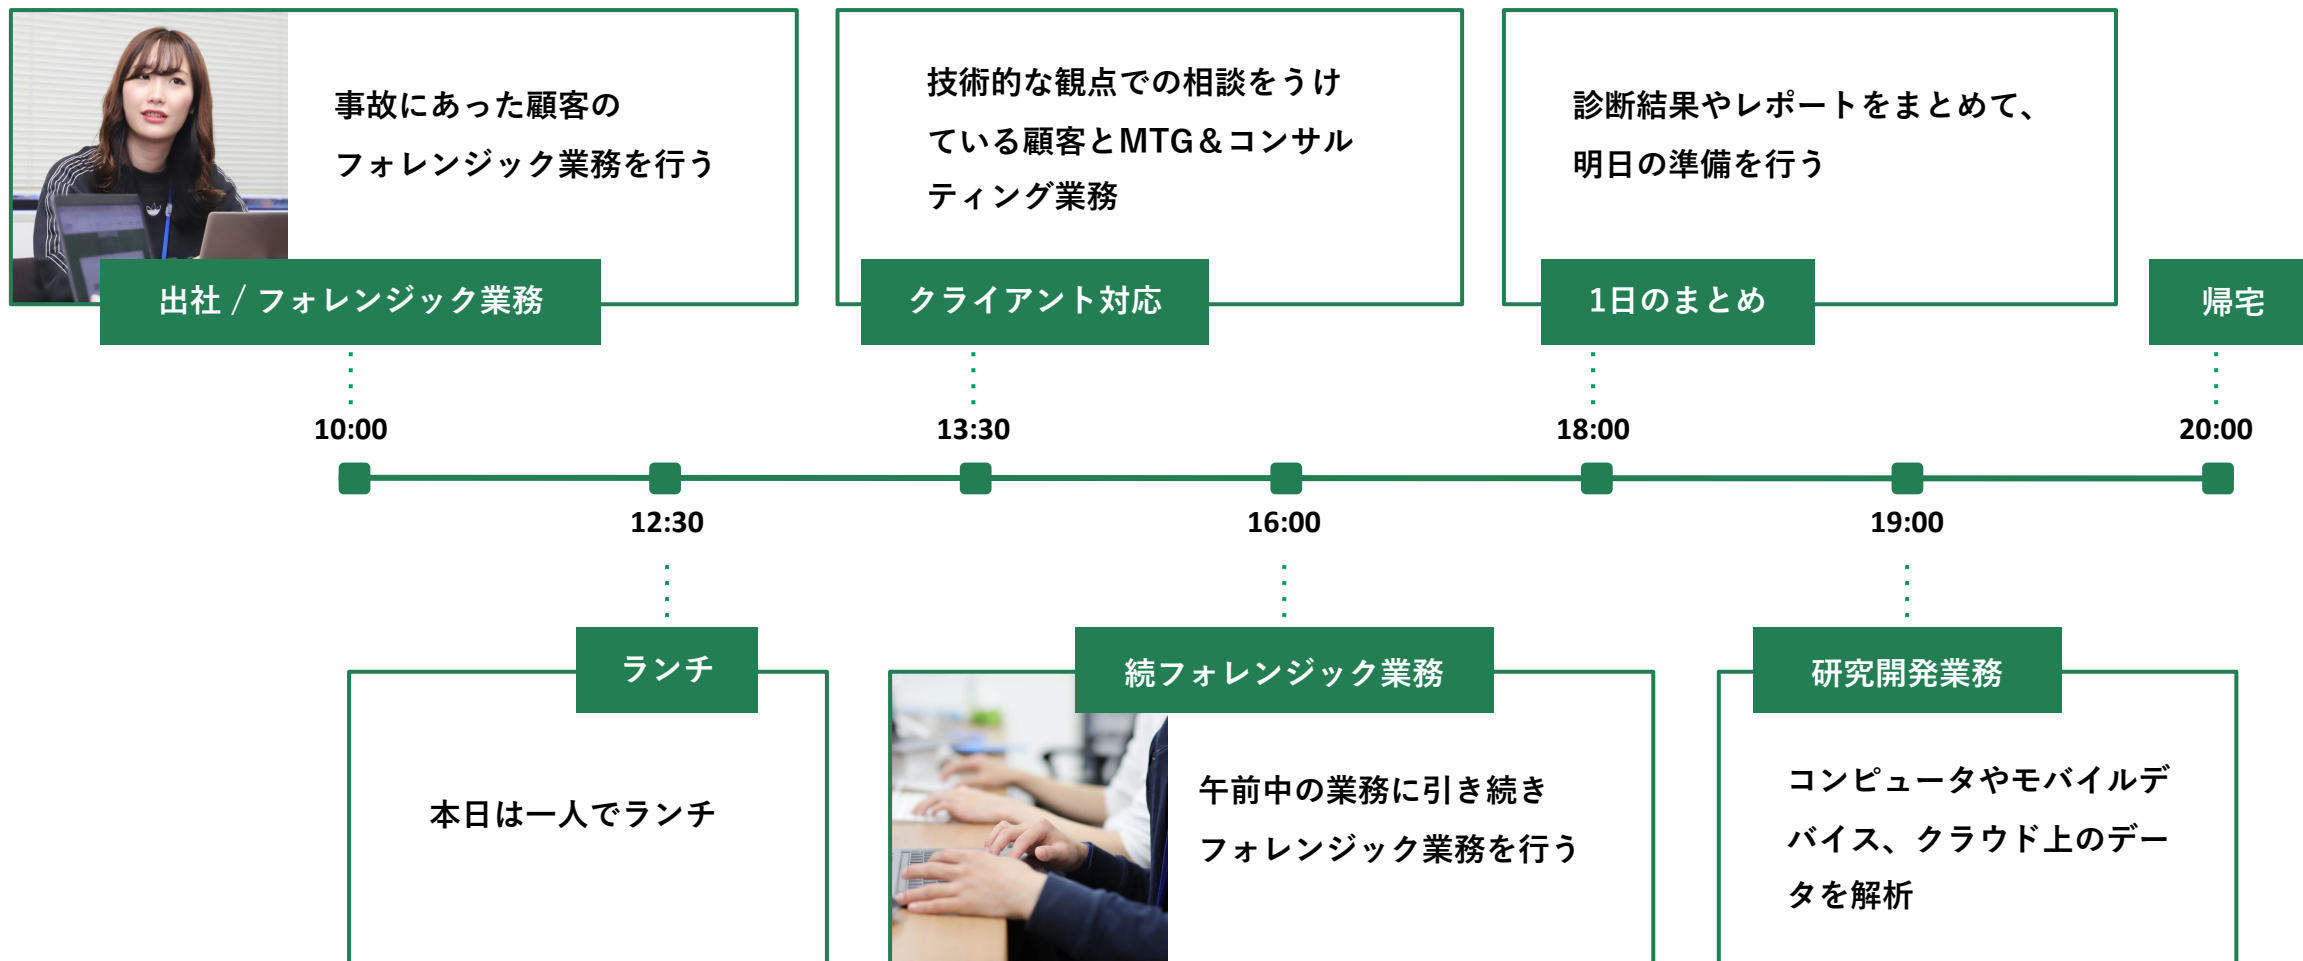 事故にあった顧客の
フォレンジック業務を行う
出社 / フォレンジック業務
10:00
ランチ
12:30
本日は一人でランチ
技術的な観点での相談をうけ
ている顧客とMTG＆コンサル
ティング業務
クライアント対応
13:30
16:00
続フォレンジック業務
午前中の業務に引き続き
フォレンジック業務を行う
診断結果やレポートをまとめて、
明日の準備を行う
1日のまとめ
18:00
19:00
研究開発業務
コンピュータやモバイルデ
バイス、クラウド上のデー
タを解析
帰宅
20:00